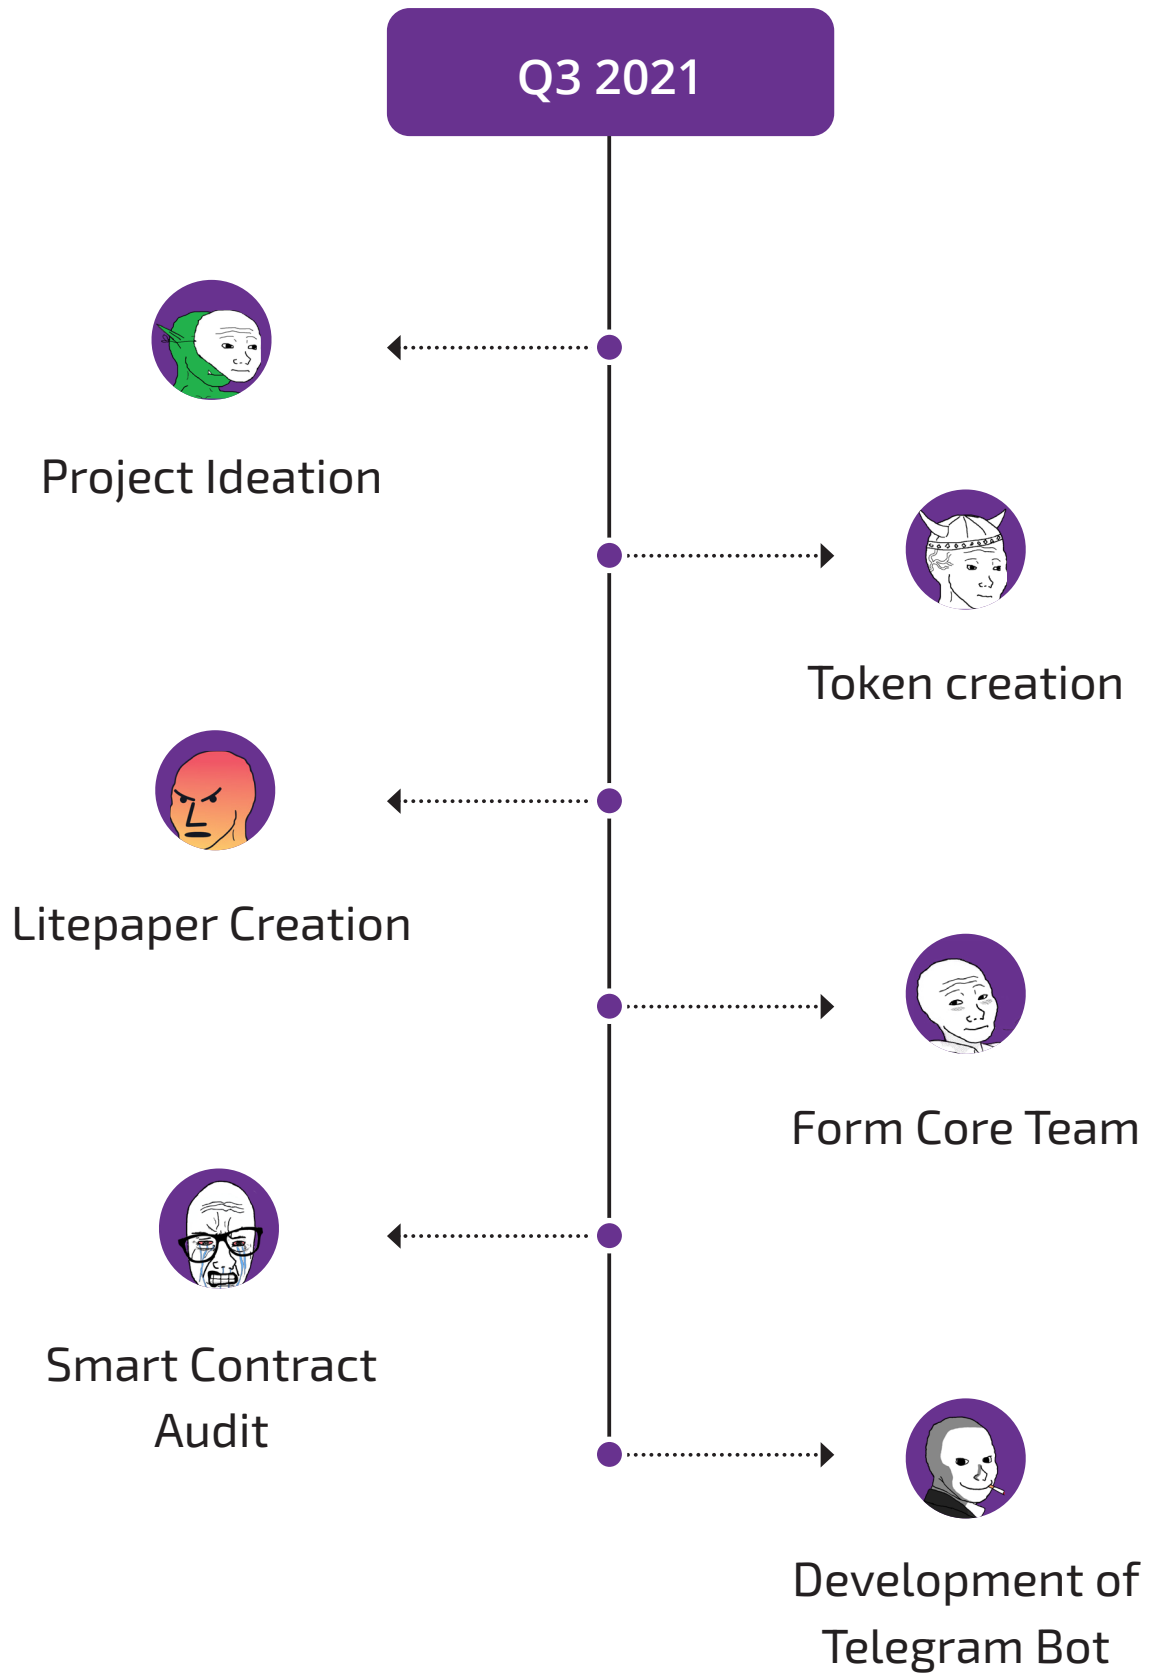 Q3 2021
Project Ideation
Token creation
Litepaper Creation
Form Core Team
Smart Contract
Audit
Development of
Telegram Bot